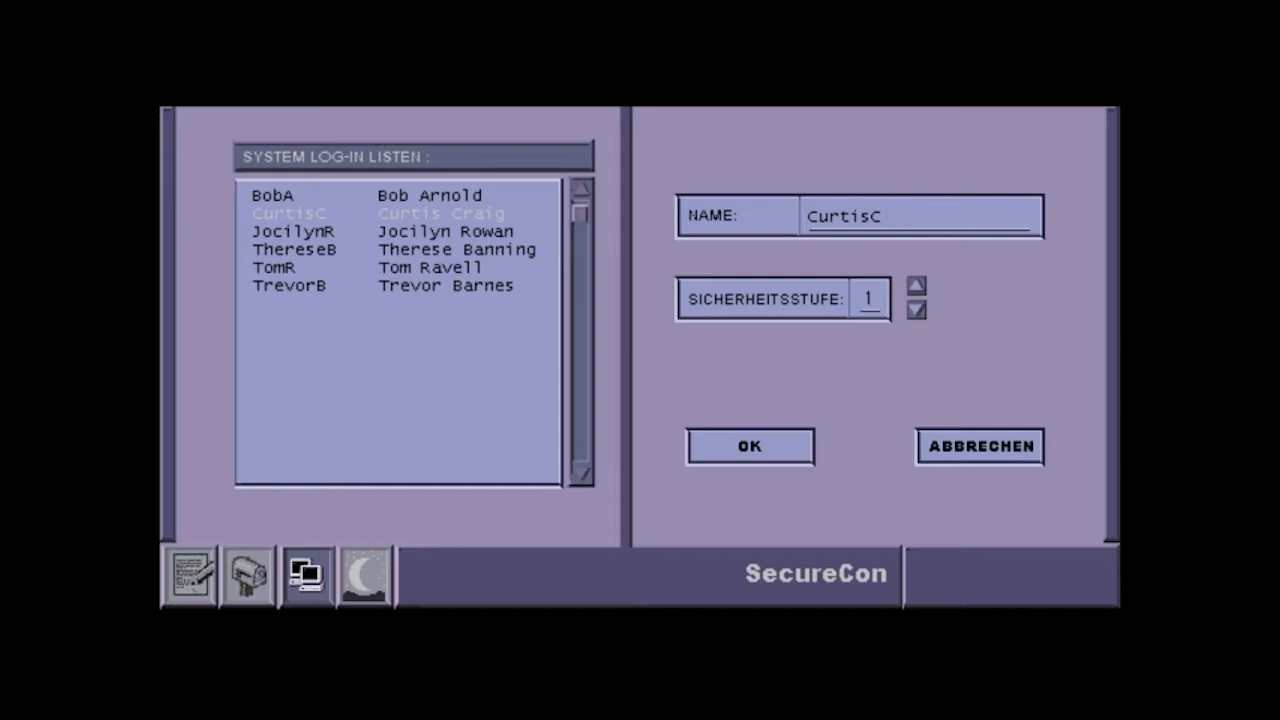 SYSTEM LOG-IN LISTEN :
BobA Bob Arnold
CurtisC Curtis Craig
JocilynR Jocilyn Rowan
ThereseB Therese Banning
TomR Tom Ravell
TrevorB Trevor Barnes
NAME: CurtisC
SICHERHEITSSTUFE: 1
OK
ABBRECHEN
SecureCon